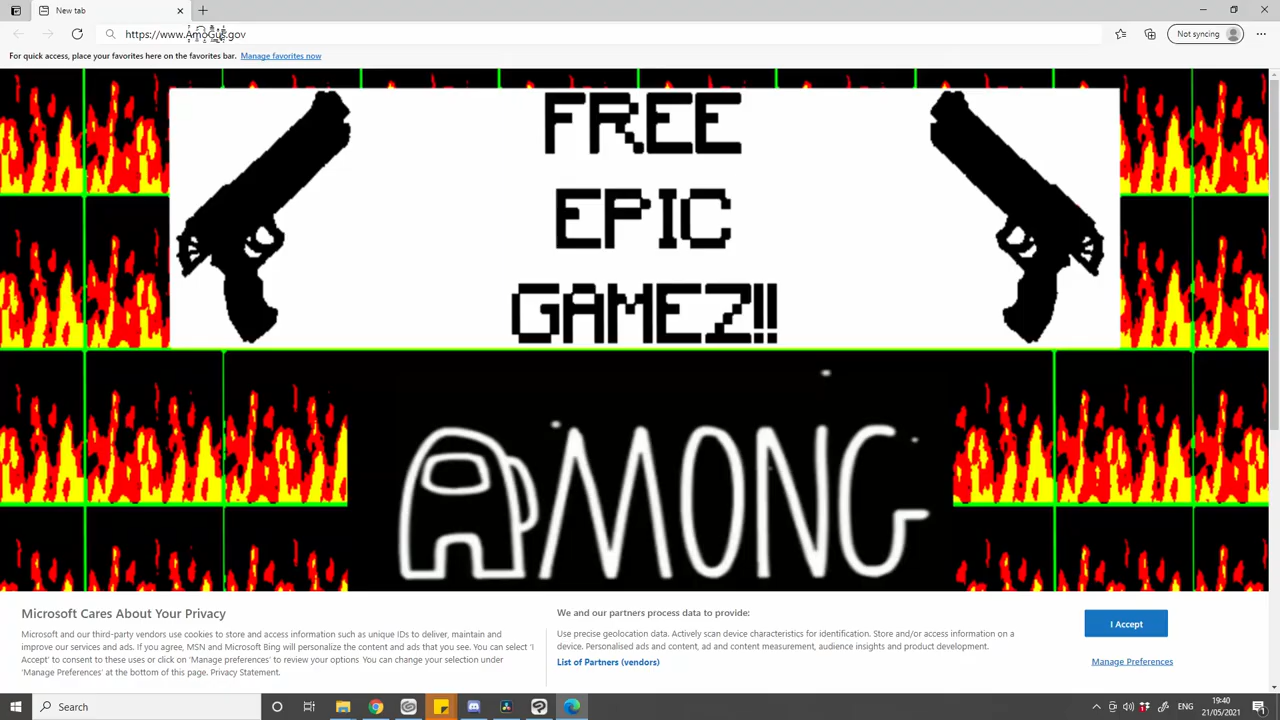 New tab
https://www.AmoGus.gov
Not syncing
For quick access, place your favorites here on the favorites bar. Manage favorites now
FREE
EPIC
GAMEZ!!
AMONG
Microsoft Cares About Your Privacy
Microsoft and our third-party vendors use cookies to store and access information such as unique IDs to deliver, maintain and
improve our services and ads. If you agree, MSN and Microsoft Bing will personalize the content and ads that you see. You can select 'I
Accept' to consent to these uses or click on 'Manage preferences' to review your options You can change your selection under
'Manage Preferences' at the bottom of this page. Privacy Statement.
We and our partners process data to provide:
Use precise geolocation data. Actively scan device characteristics for identification. Store and/or access information on a
device. Personalised ads and content, ad and content measurement, audience insights and product development.
List of Partners (vendors)
I Accept
Manage Preferences
Search
ENG
19:40
21/05/2021